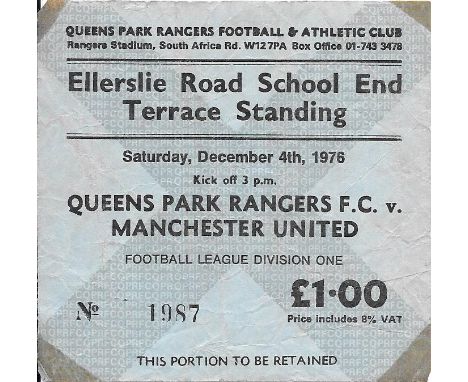 QUEENS PARK RANGERS FOOTBALL & ATHLETIC CLUB
Rangers Stadium, South Africa Rd. W127PA Box Office 01-743 3478
Ellerslie Road School End
Terrace Standing
Saturday, December 4th, 1976
Kick off 3 p.m.
QUEENS PARK RANGERS F.C. v.
MANCHESTER UNITED
FOOTBALL LEAGUE DIVISION ONE
£1·00
Nº 1987
Price includes 8% VAT
THIS PORTION TO BE RETAINED